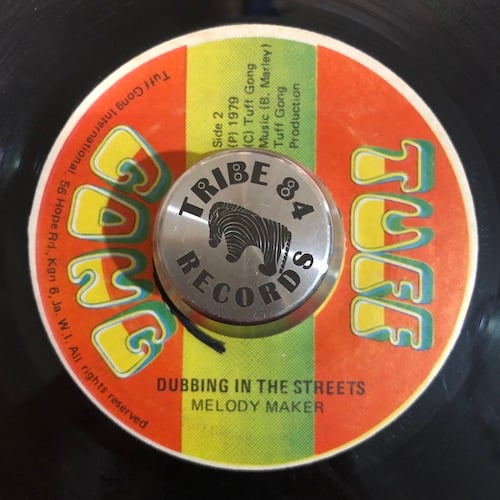 TUFF
GONG
Side 2
(P) 1979
(C) Tuff Gong
Music (B. Marley)
Tuff Gong
Production
TRIBE 84
RECORDS
DUBBING IN THE STREETS
MELODY MAKER
Tuff Gong International. 56 Hope Rd., Kgn 6, Ja. W.I. All rights reserved